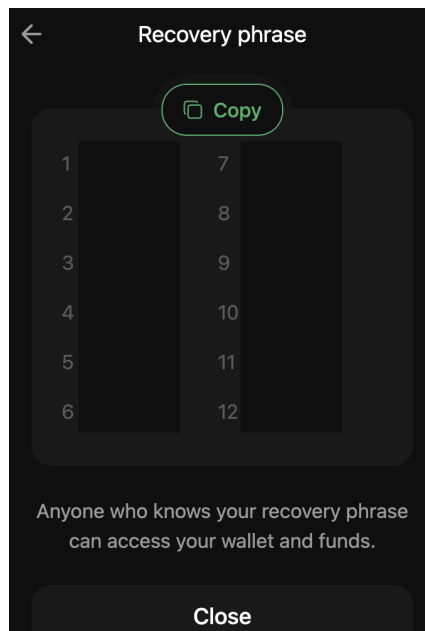 Recovery phrase
Copy
1
2
3
4
5
6
7
8
9
10
11
12
Anyone who knows your recovery phrase
can access your wallet and funds.
Close